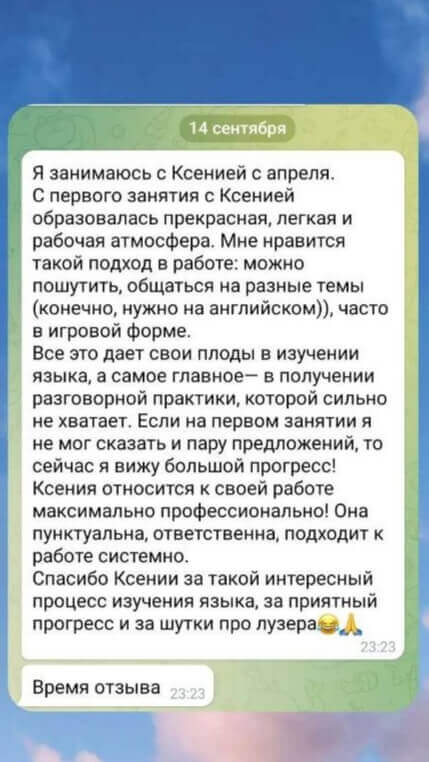 14 сентября
Я занимаюсь с Ксенией с апреля.
С первого занятия с Ксенией
образовалась прекрасная, легкая и
рабочая атмосфера. Мне нравится
такой подход в работе: можно
пошутить, общаться на разные темы
(конечно, нужно на английском)), часто
в игровой форме.
Все это дает свои плоды в изучении
языка, а самое главное— в получении
разговорной практики, которой сильно
не хватает. Если на первом занятии я
не мог сказать и пару предложений, то
сейчас я вижу большой прогресс!
Ксения относится к своей работе
максимально профессионально! Она
пунктуальна, ответственна, подходит к
работе системно.
Спасибо Ксении за такой интересный
процесс изучения языка, за приятный
прогресс и за шутки про лузера😂🙏
23:23
Время отзыва 23:23